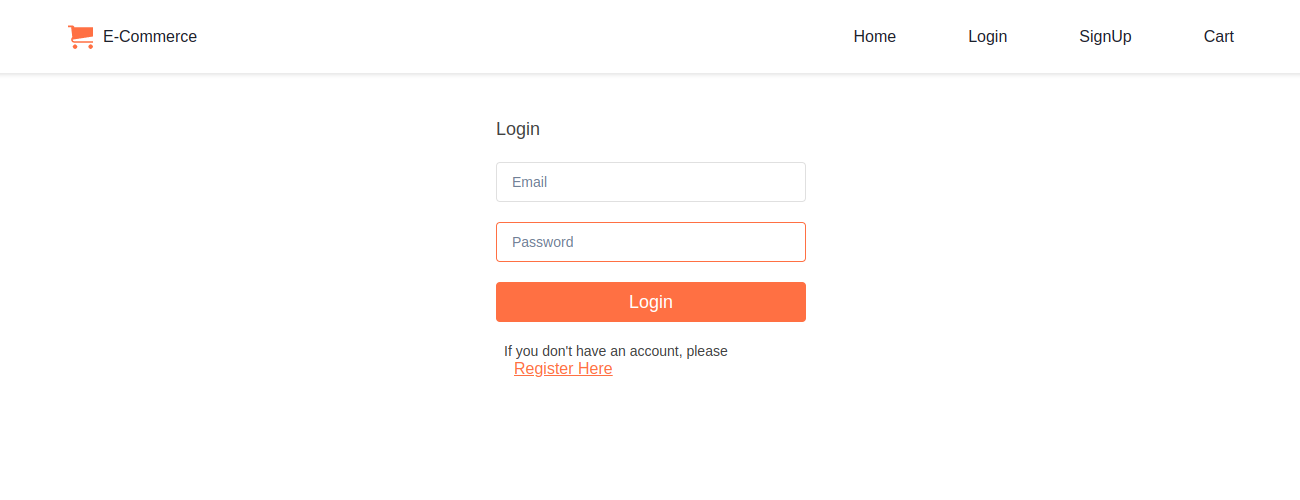 E-Commerce Home Login SignUp Cart
Login
Email
Password
Login
If you don't have an account, please
Register Here